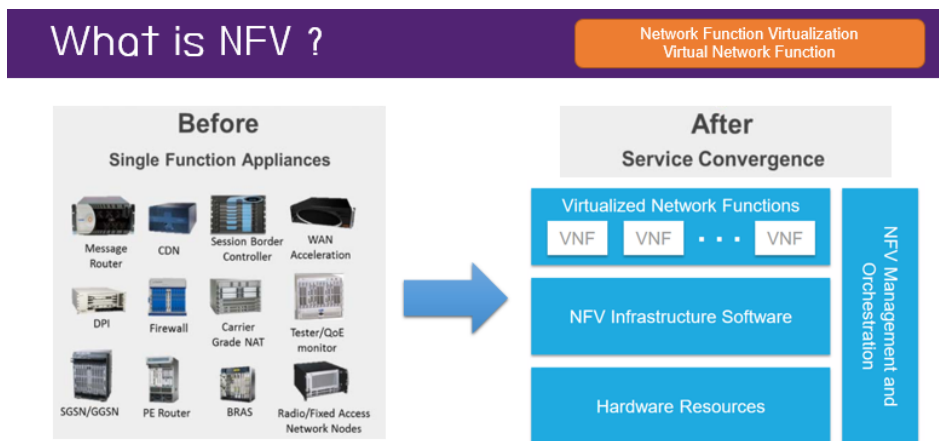 What is NFV ?
Network Function Virtualization
Virtual Network Function
Before
Single Function Appliances
Message
Router
CDN
Session Border
Controller
WAN
Acceleration
DPI
Firewall
Carrier
Grade NAT
Tester/QoE
monitor
SGSN/GGSN
PE Router
BRAS
Radio/Fixed Access
Network Nodes
After
Service Convergence
Virtualized Network Functions
VNF VNF . . . VNF
NFV Infrastructure Software
Hardware Resources
NFV Management and
Orchestration